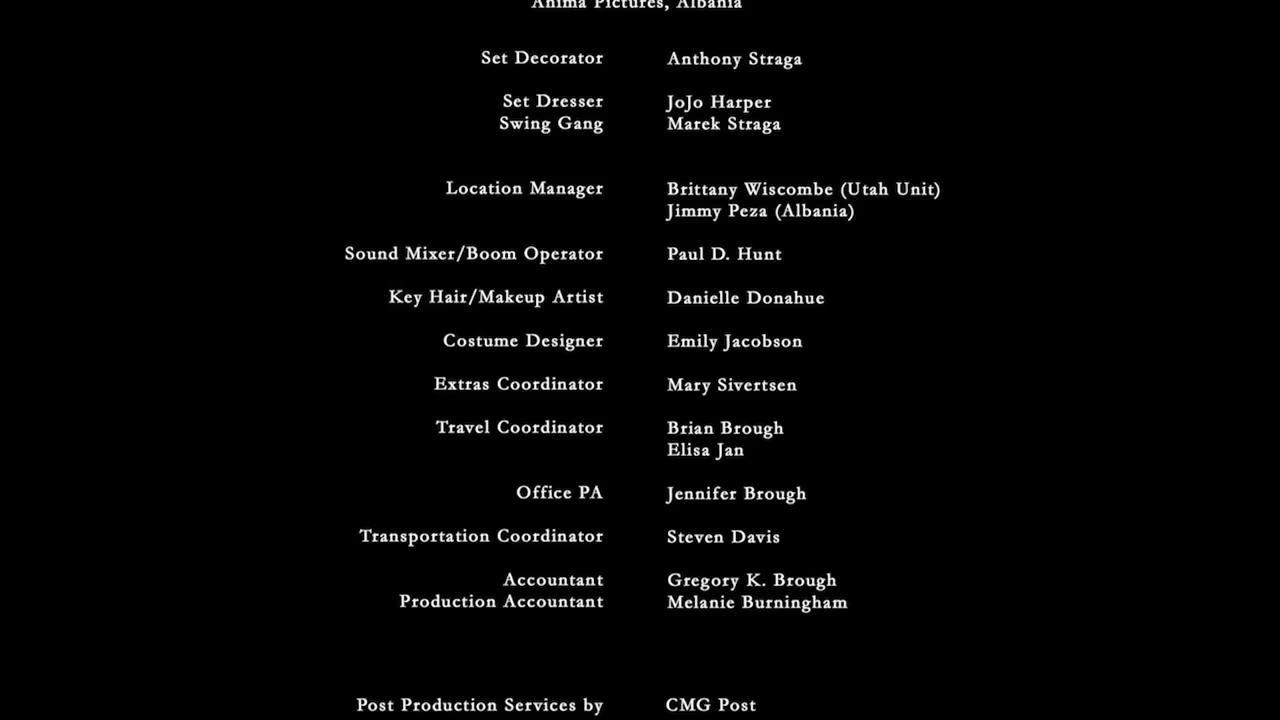 Anima Pictures, Albania
Set Decorator Anthony Straga
Set Dresser JoJo Harper
Swing Gang Marek Straga
Location Manager Brittany Wiscombe (Utah Unit)
Jimmy Peza (Albania)
Sound Mixer/Boom Operator Paul D. Hunt
Key Hair/Makeup Artist Danielle Donahue
Costume Designer Emily Jacobson
Extras Coordinator Mary Sivertsen
Travel Coordinator Brian Brough
Elisa Jan
Office PA Jennifer Brough
Transportation Coordinator Steven Davis
Accountant Gregory K. Brough
Production Accountant Melanie Burningham
Post Production Services by CMG Post